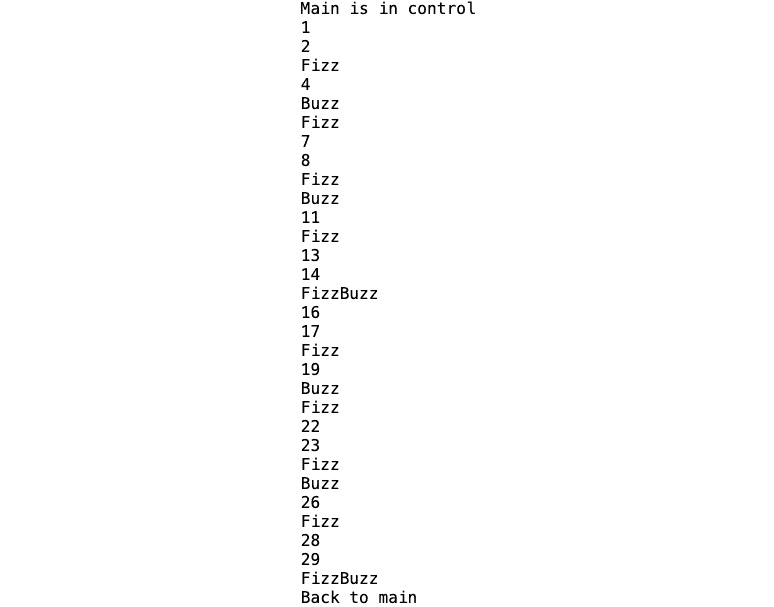 Main is in control
1
2
Fizz
4
Buzz
Fizz
7
8
Fizz
Buzz
11
Fizz
13
14
FizzBuzz
16
17
Fizz
19
Buzz
Fizz
22
23
Fizz
Buzz
26
Fizz
28
29
FizzBuzz
Back to main